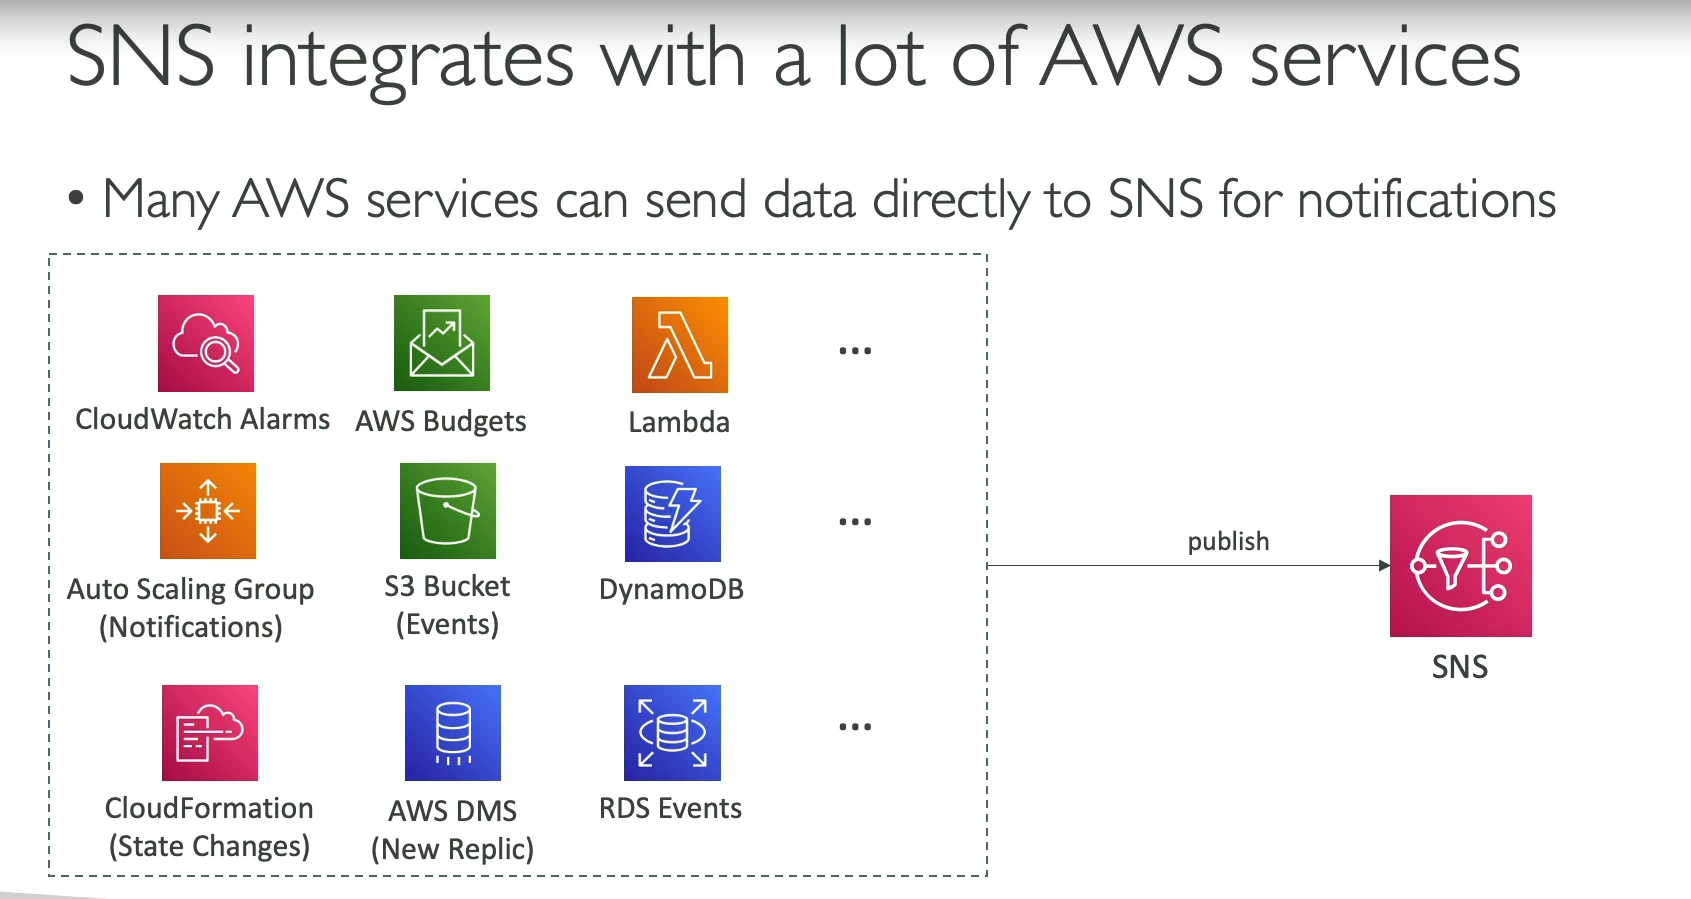 SNS integrates with a lot of AWS services
• Many AWS services can send data directly to SNS for notifications
CloudWatch Alarms
AWS Budgets
Lambda
...
Auto Scaling Group
(Notifications)
S3 Bucket
(Events)
DynamoDB
...
CloudFormation
(State Changes)
AWS DMS
(New Replic)
RDS Events
...
publish
SNS